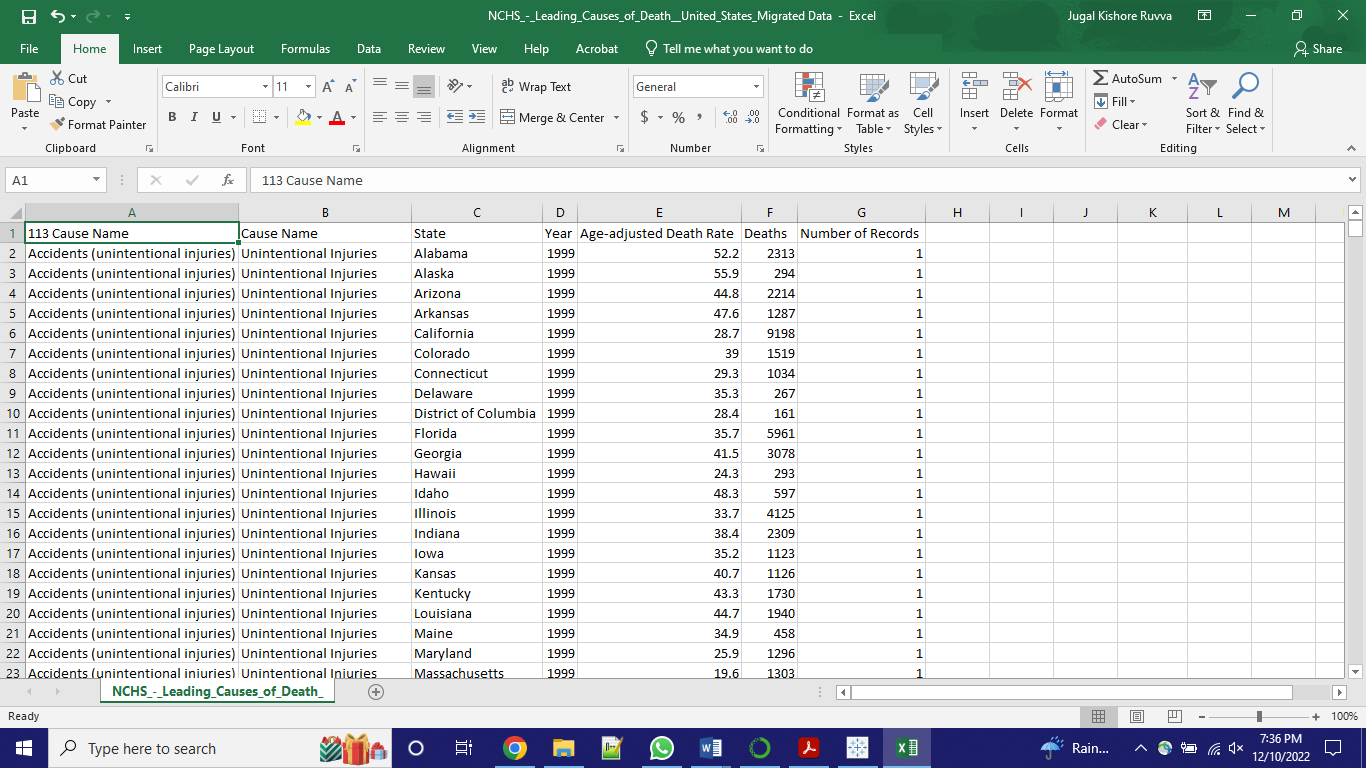 NCHS_-_Leading_Causes_of_Death__United_States_Migrated Data - Excel
Jugal Kishore Ruvva
File Home Insert Page Layout Formulas Data Review View Help Acrobat Tell me what you want to do Share
Paste
Cut
Copy
Format Painter
Clipboard
Calibri 11
B I U
Font
Wrap Text
Merge & Center
Alignment
General
$ % ,
Number
Conditional Formatting
Format as Table
Cell Styles
Styles
Insert Delete Format
Cells
AutoSum
Fill
Clear
Sort & Filter
Find & Select
Editing
A1 fx 113 Cause Name
A B C D E F G H I J K L M
1 113 Cause Name Cause Name State Year Age-adjusted Death Rate Deaths Number of Records
2 Accidents (unintentional injuries) Unintentional Injuries Alabama 1999 52.2 2313 1
3 Accidents (unintentional injuries) Unintentional Injuries Alaska 1999 55.9 294 1
4 Accidents (unintentional injuries) Unintentional Injuries Arizona 1999 44.8 2214 1
5 Accidents (unintentional injuries) Unintentional Injuries Arkansas 1999 47.6 1287 1
6 Accidents (unintentional injuries) Unintentional Injuries California 1999 28.7 9198 1
7 Accidents (unintentional injuries) Unintentional Injuries Colorado 1999 39 1519 1
8 Accidents (unintentional injuries) Unintentional Injuries Connecticut 1999 29.3 1034 1
9 Accidents (unintentional injuries) Unintentional Injuries Delaware 1999 35.3 267 1
10 Accidents (unintentional injuries) Unintentional Injuries District of Columbia 1999 28.4 161 1
11 Accidents (unintentional injuries) Unintentional Injuries Florida 1999 35.7 5961 1
12 Accidents (unintentional injuries) Unintentional Injuries Georgia 1999 41.5 3078 1
13 Accidents (unintentional injuries) Unintentional Injuries Hawaii 1999 24.3 293 1
14 Accidents (unintentional injuries) Unintentional Injuries Idaho 1999 48.3 597 1
15 Accidents (unintentional injuries) Unintentional Injuries Illinois 1999 33.7 4125 1
16 Accidents (unintentional injuries) Unintentional Injuries Indiana 1999 38.4 2309 1
17 Accidents (unintentional injuries) Unintentional Injuries Iowa 1999 35.2 1123 1
18 Accidents (unintentional injuries) Unintentional Injuries Kansas 1999 40.7 1126 1
19 Accidents (unintentional injuries) Unintentional Injuries Kentucky 1999 43.3 1730 1
20 Accidents (unintentional injuries) Unintentional Injuries Louisiana 1999 44.7 1940 1
21 Accidents (unintentional injuries) Unintentional Injuries Maine 1999 34.9 458 1
22 Accidents (unintentional injuries) Unintentional Injuries Maryland 1999 25.9 1296 1
23 Accidents (unintentional injuries) Unintentional Injuries Massachusetts 1999 19.6 1303 1
NCHS_-_Leading_Causes_of_Death_
Ready
100%
Type here to search
Rain...
7:36 PM
12/10/2022